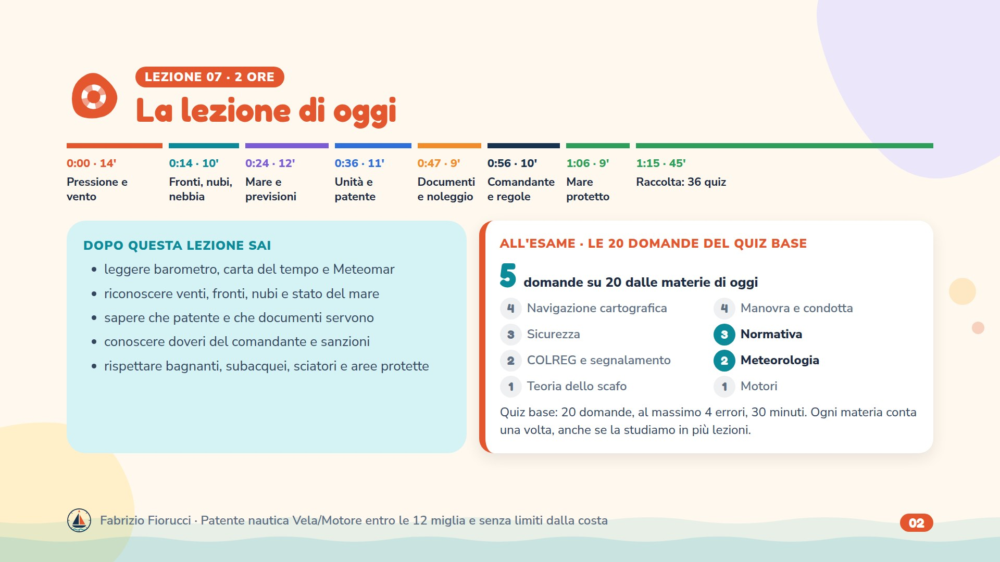 LEZIONE 07 · 2 ORE
La lezione di oggi
0:00 · 14'
Pressione e
vento
0:14 · 10'
Fronti, nubi,
nebbia
0:24 · 12'
Mare e
previsioni
0:36 · 11'
Unità e
patente
0:47 · 9'
Documenti
e noleggio
0:56 · 10'
Comandante
e regole
1:06 · 9'
Mare
protetto
1:15 · 45'
Raccolta: 36 quiz
DOPO QUESTA LEZIONE SAI
• leggere barometro, carta del tempo e Meteomar
• riconoscere venti, fronti, nubi e stato del mare
• sapere che patente e che documenti servono
• conoscere doveri del comandante e sanzioni
• rispettare bagnanti, subacquei, sciatori e aree protette
ALL'ESAME · LE 20 DOMANDE DEL QUIZ BASE
5 domande su 20 dalle materie di oggi
4 Navigazione cartografica
4 Manovra e condotta
3 Sicurezza
3 Normativa
2 COLREG e segnalamento
2 Meteorologia
1 Teoria dello scafo
1 Motori
Quiz base: 20 domande, al massimo 4 errori, 30 minuti. Ogni materia conta
una volta, anche se la studiamo in più lezioni.
Fabrizio Fiorucci · Patente nautica Vela/Motore entro le 12 miglia e senza limiti dalla costa
02